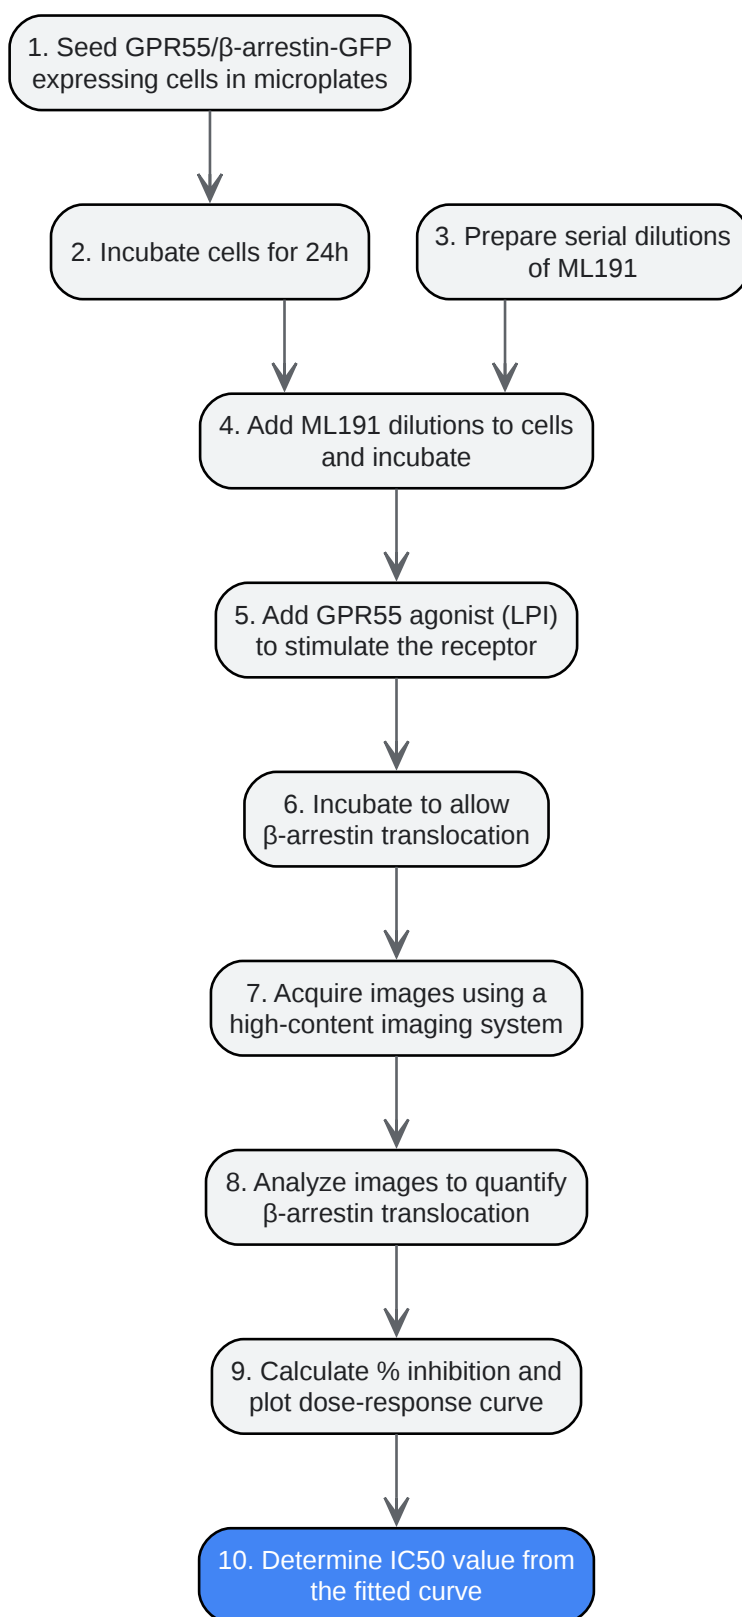 1. Seed GPR55/β-arrestin-GFP
expressing cells in microplates
2. Incubate cells for 24h
3. Prepare serial dilutions
of ML191
4. Add ML191 dilutions to cells
and incubate
5. Add GPR55 agonist (LPI)
to stimulate the receptor
6. Incubate to allow
β-arrestin translocation
7. Acquire images using a
high-content imaging system
8. Analyze images to quantify
β-arrestin translocation
9. Calculate % inhibition and
plot dose-response curve
10. Determine IC50 value from
the fitted curve